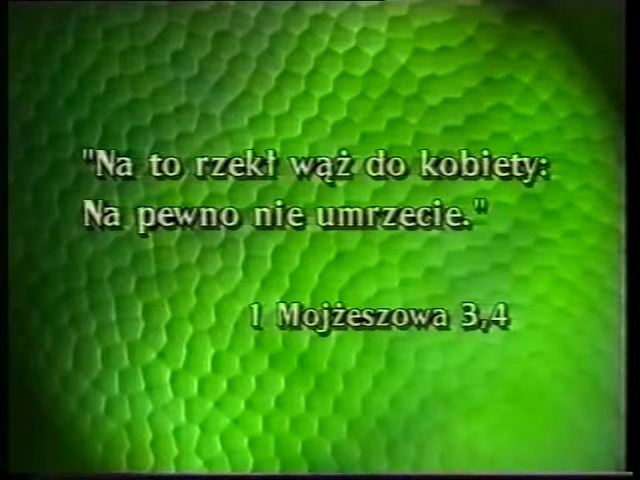 "Na to rzekł wąż do kobiety:
Na pewno nie umrzecie."
1 Mojżeszowa 3,4